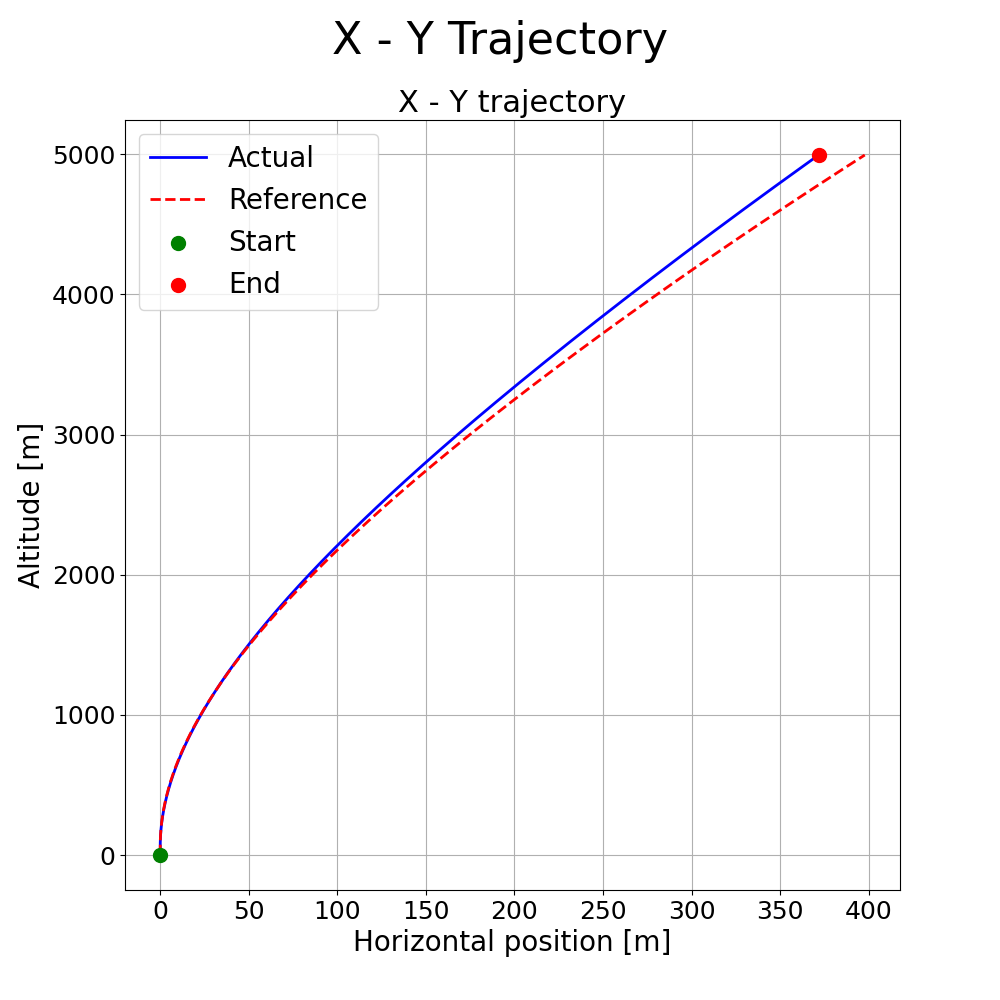 X - Y Trajectory
X - Y trajectory
Actual
Reference
Start
End
5000
4000
3000
2000
1000
0
Altitude [m]
0 50 100 150 200 250 300 350 400
Horizontal position [m]